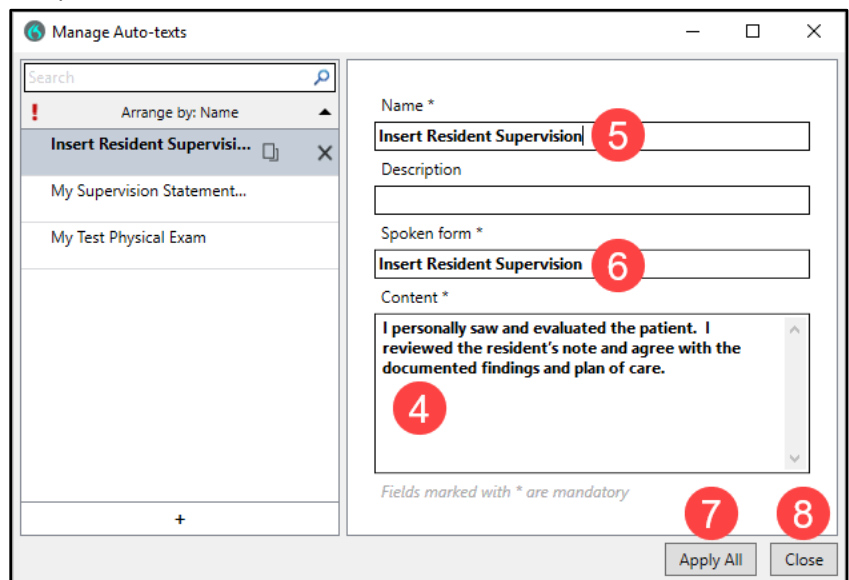 Manage Auto-texts
Search
! Arrange by: Name
Insert Resident Supervisi...
My Supervision Statement...
My Test Physical Exam
+
Name *
Insert Resident Supervision 5
Description
Spoken form *
Insert Resident Supervision 6
Content *
I personally saw and evaluated the patient.  I
reviewed the resident's note and agree with the
documented findings and plan of care.
4
Fields marked with * are mandatory
7 8
Apply All Close